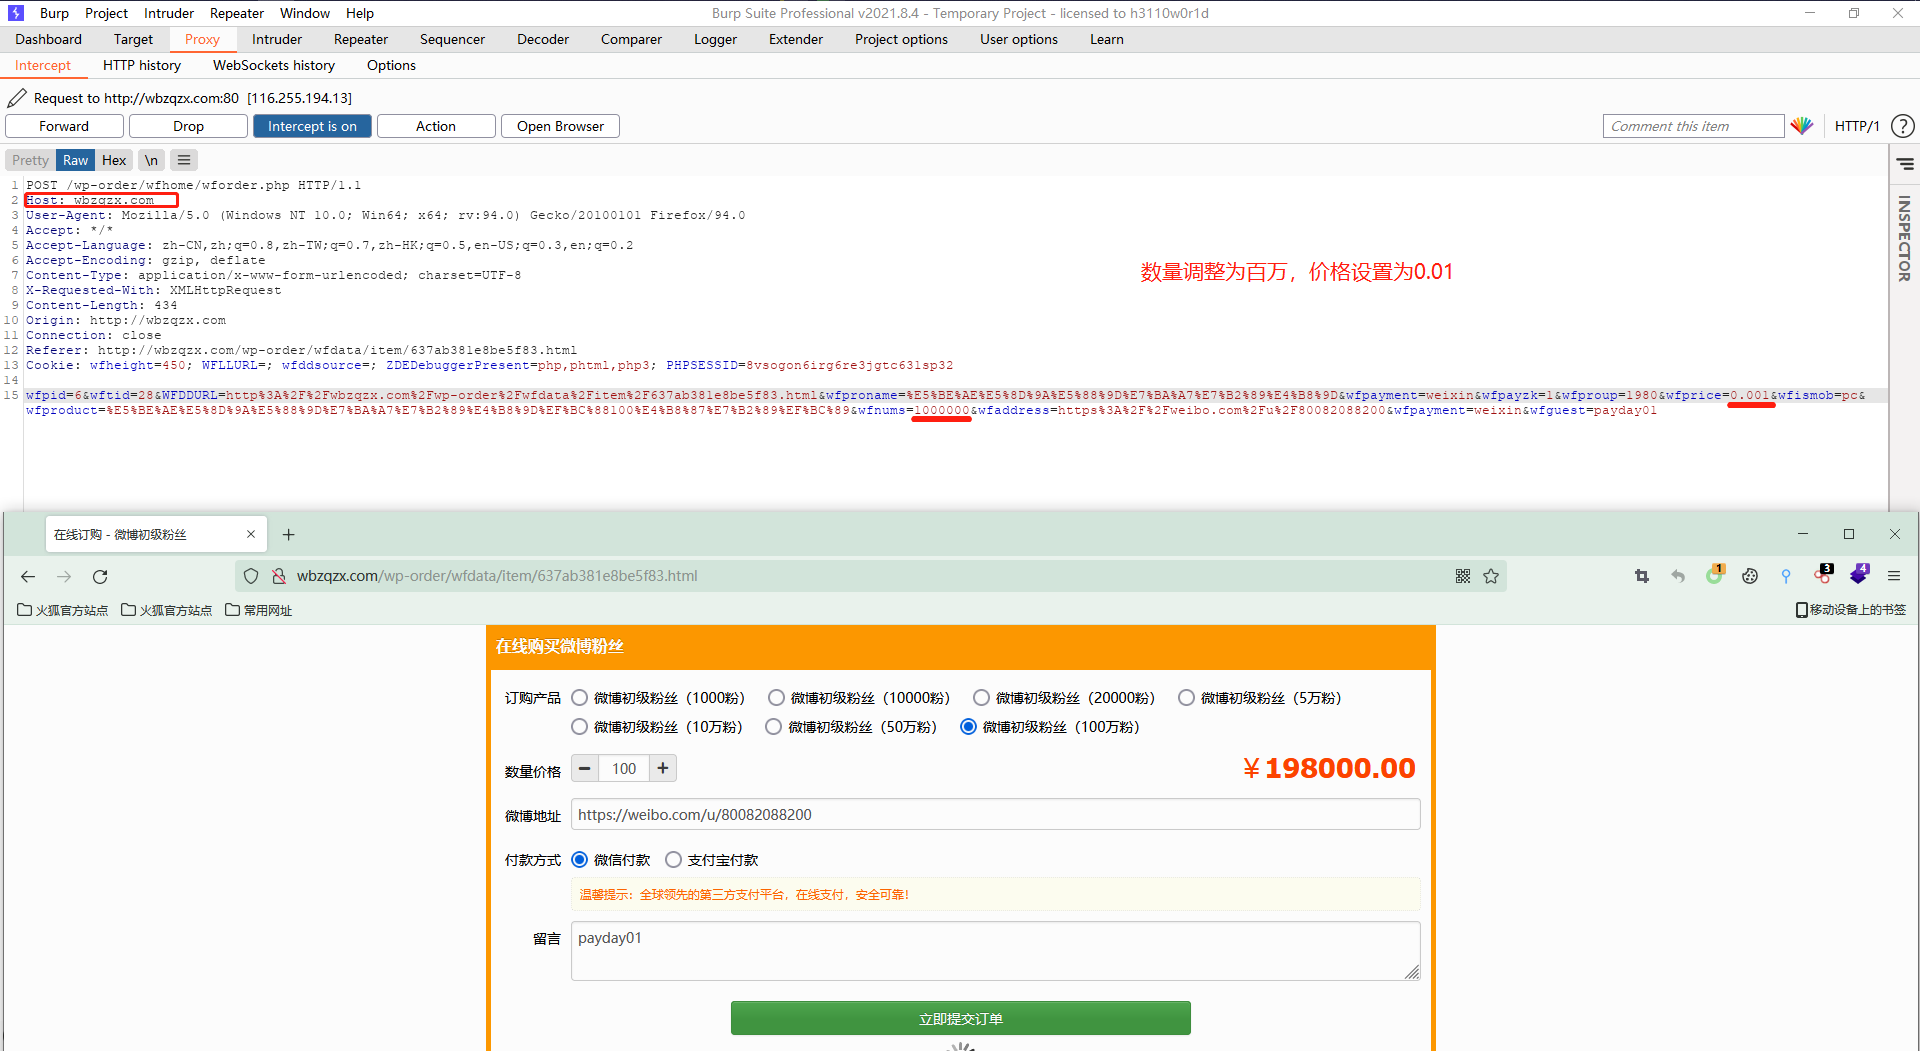 Burp Project Intruder Repeater Window Help
Burp Suite Professional v2021.8.4 - Temporary Project - licensed to h3110w0r1d
Dashboard Target Proxy Intruder Repeater Sequencer Decoder Comparer Logger Extender Project options User options Learn
Intercept HTTP history WebSockets history Options
Request to http://wbzqzx.com:80 [116.255.194.13]
Forward Drop Intercept is on Action Open Browser Comment this item HTTP/1 ?
Pretty Raw Hex \n
INSPECTOR
1 POST /wp-order/wfhome/wforder.php HTTP/1.1
2 Host: wbzqzx.com
3 User-Agent: Mozilla/5.0 (Windows NT 10.0; Win64; x64; rv:94.0) Gecko/20100101 Firefox/94.0
4 Accept: */*
5 Accept-Language: zh-CN,zh;q=0.8,zh-TW;q=0.7,zh-HK;q=0.5,en-US;q=0.3,en;q=0.2
6 Accept-Encoding: gzip, deflate
7 Content-Type: application/x-www-form-urlencoded; charset=UTF-8
8 X-Requested-With: XMLHttpRequest
9 Content-Length: 434
10 Origin: http://wbzqzx.com
11 Connection: close
12 Referer: http://wbzqzx.com/wp-order/wfdata/item/637ab381e8be5f83.html
13 Cookie: wfheight=450; WFLLURL=; wfddsource=; ZDEDebuggerPresent=php,phtml,php3; PHPSESSID=8vsogon6irg6re3jgtc631sp32
14
15 wfpid=6&wftid=28&WFDDURL=http%3A%2F%2Fwbzqzx.com%2Fwp-order%2Fwfdata%2Fitem%2F637ab381e8be5f83.html&wfproname=%E5%BE%AE%E5%8D%9A%E5%88%9D%E7%BA%A7%E7%B2%89%E4%B8%9D&wfpayment=weixin&wfpayzk=1&wfproup=1980&wfprice=0.001&wfismob=pc&
wfproduct=%E5%BE%AE%E5%8D%9A%E5%88%9D%E7%BA%A7%E7%B2%89%E4%B8%9D%EF%BC%88100%E4%B8%87%E7%B2%89%EF%BC%89&wfnums=1000000&wfaddress=https%3A%2F%2Fweibo.com%2Fu%2F80082088200&wfpayment=weixin&wfguest=payday01
数量调整为百万，价格设置为0.01
在线订购 - 微博初级粉丝
wbzqzx.com/wp-order/wfdata/item/637ab381e8be5f83.html
1 3 4
火狐官方站点 火狐官方站点 常用网址 移动设备上的书签
在线购买微博粉丝
订购产品 微博初级粉丝（1000粉） 微博初级粉丝（10000粉） 微博初级粉丝（20000粉） 微博初级粉丝（5万粉）
微博初级粉丝（10万粉） 微博初级粉丝（50万粉） 微博初级粉丝（100万粉）
数量价格 − 100 + ￥198000.00
微博地址 https://weibo.com/u/80082088200
付款方式 微信付款 支付宝付款
温馨提示：全球领先的第三方支付平台，在线支付，安全可靠！
留言 payday01
立即提交订单